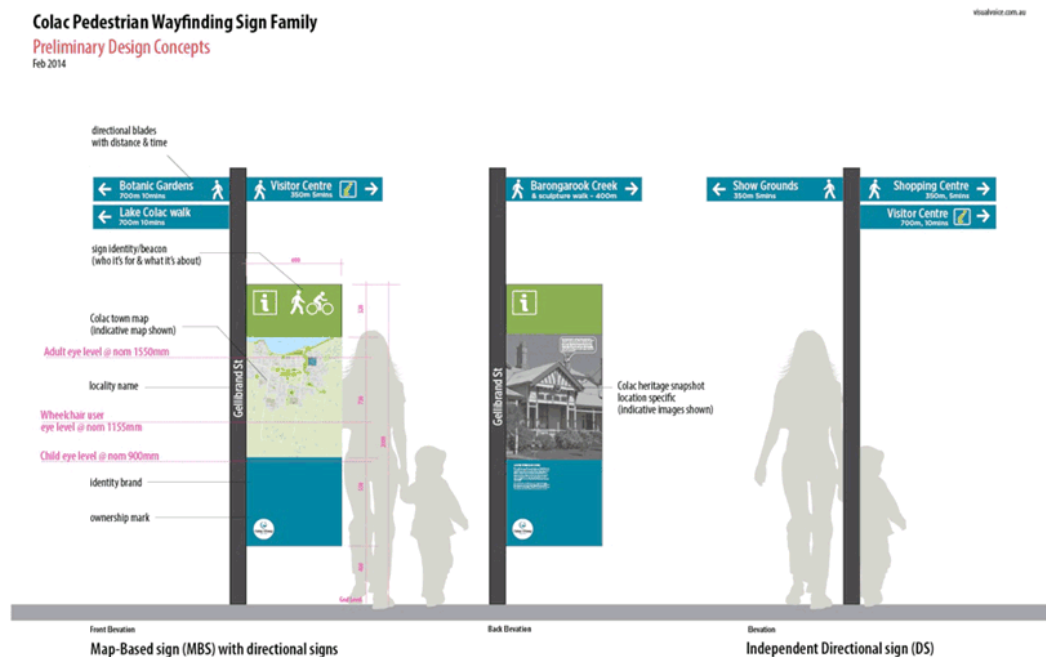 Colac Pedestrian Wayfinding Sign Family
visualvoice.com.au
Preliminary Design Concepts
Feb 2014
directional blades
with distance & time
Botanic Gardens
700m 10mins
Lake Colac walk
700m 10mins
Visitor Centre
350m 5mins
Barongarook Creek
& sculpture walk - 400m
Show Grounds
350m 5mins
Shopping Centre
350m, 5mins
Visitor Centre
700m, 10mins
sign identity/beacon
(who it's for & what it's about)
600
i
i
Colac town map
(indicative map shown)
Adult eye level @ nom 1550mm
locality name
Gellibrand St
Gellibrand St
Colac heritage snapshot
location specific
(indicative images shown)
Wheelchair user
eye level @ nom 1155mm
Child eye level @ nom 900mm
identity brand
ownership mark
Front Elevation
Back Elevation
Elevation
Map-Based sign (MBS) with directional signs
Independent Directional sign (DS)